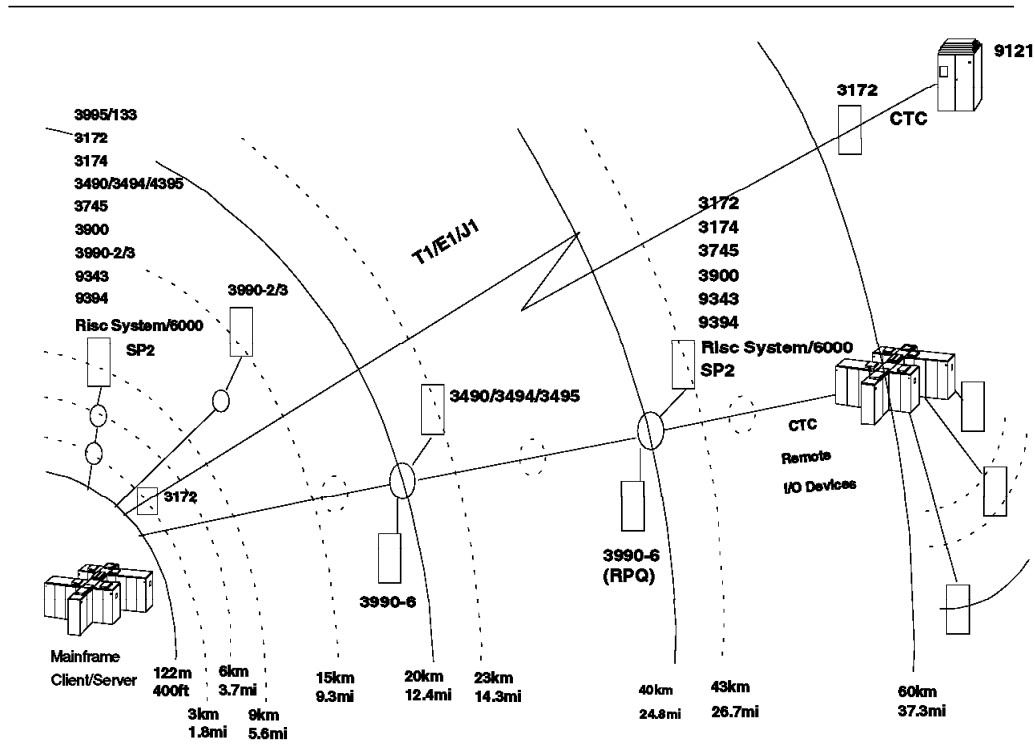 9121
3172
CTC
3995/133
3172
3174
3490/3494/4395
3745
3900
3990-2/3
9343
9394
Risc System/6000
SP2
3990-2/3
T1/E1/J1
3172
3174
3745
3900
9343
9394
Risc System/6000
SP2
3490/3494/3495
CTC
Remote
I/O Devices
3172
3990-6
3990-6
(RPQ)
Mainframe
Client/Server
122m
400ft
3km
1.8mi
6km
3.7mi
9km
5.6mi
15km
9.3mi
20km
12.4mi
23km
14.3mi
40km
24.8mi
43km
26.7mi
60km
37.3mi